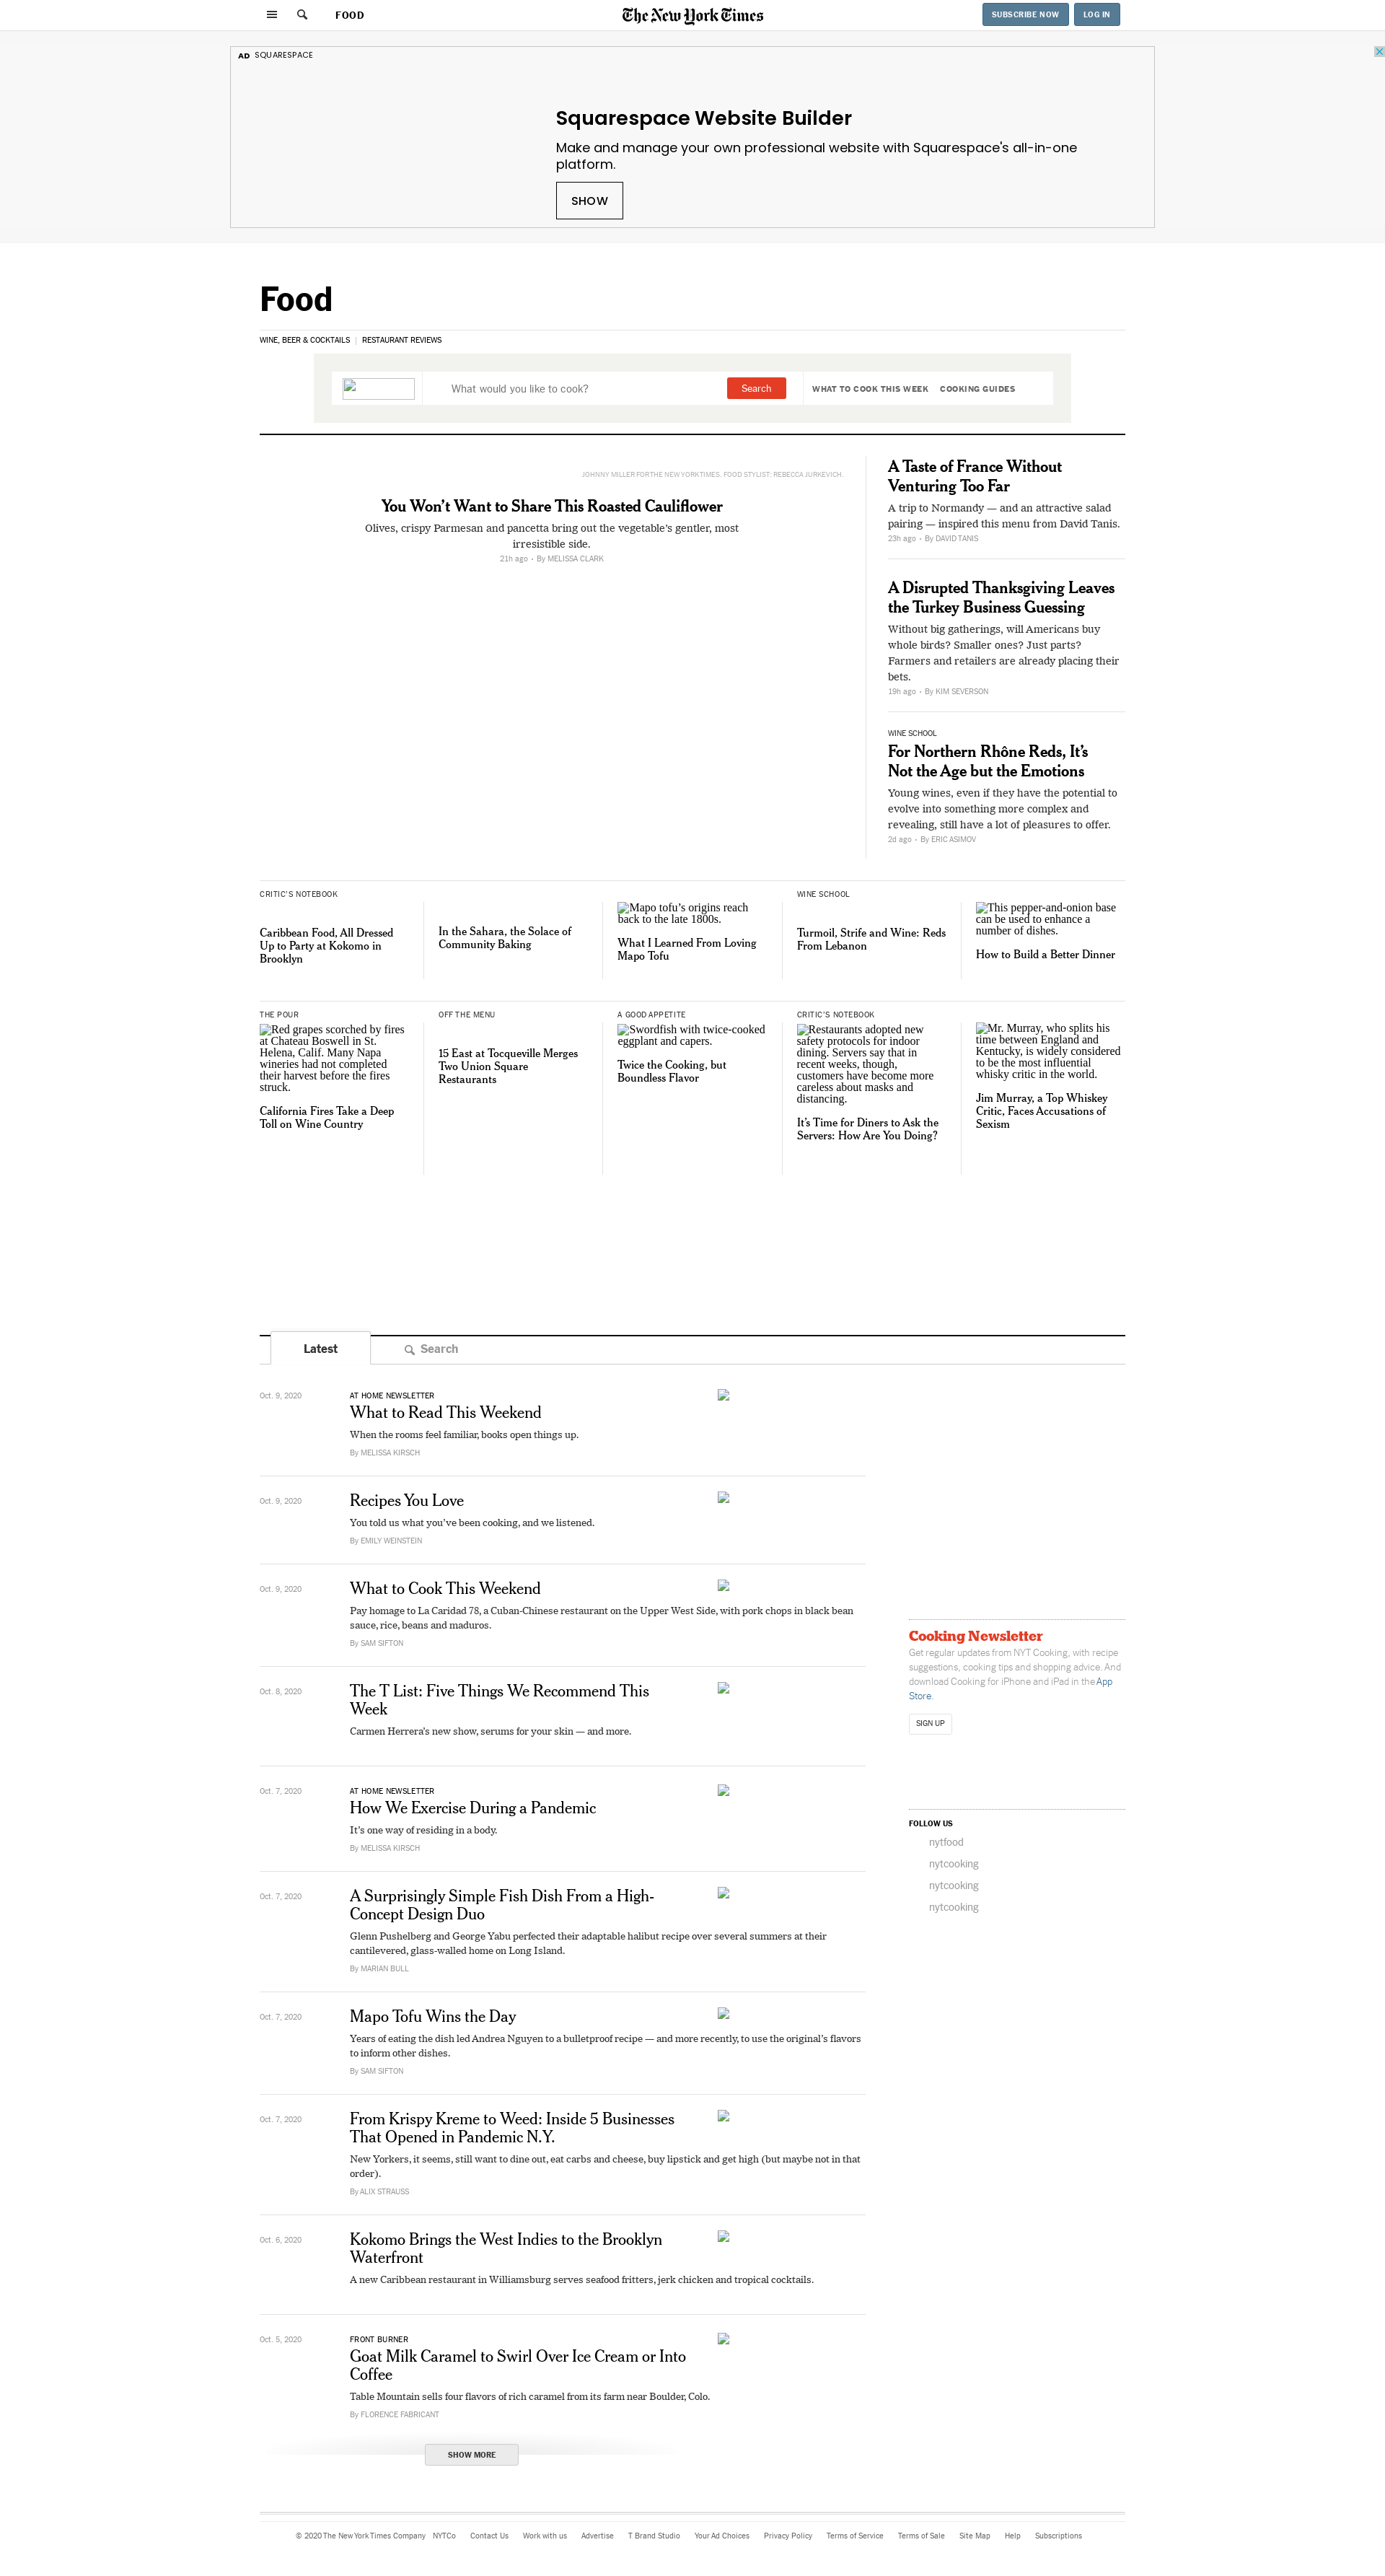 FOOD
The New York Times
SUBSCRIBE NOW
LOG IN
AD SQUARESPACE
Squarespace Website Builder
Make and manage your own professional website with Squarespace's all-in-one
platform.
SHOW
Food
WINE, BEER & COCKTAILS
RESTAURANT REVIEWS
What would you like to cook?
Search
WHAT TO COOK THIS WEEK
COOKING GUIDES
JOHNNY MILLER FOR THE NEW YORK TIMES. FOOD STYLIST: REBECCA JURKEVICH.
You Won’t Want to Share This Roasted Cauliflower
Olives, crispy Parmesan and pancetta bring out the vegetable’s gentler, most
irresistible side.
21h ago • By MELISSA CLARK
A Taste of France Without
Venturing Too Far
A trip to Normandy — and an attractive salad
pairing — inspired this menu from David Tanis.
23h ago • By DAVID TANIS
A Disrupted Thanksgiving Leaves
the Turkey Business Guessing
Without big gatherings, will Americans buy
whole birds? Smaller ones? Just parts?
Farmers and retailers are already placing their
bets.
19h ago • By KIM SEVERSON
WINE SCHOOL
For Northern Rhône Reds, It’s
Not the Age but the Emotions
Young wines, even if they have the potential to
evolve into something more complex and
revealing, still have a lot of pleasures to offer.
2d ago • By ERIC ASIMOV
CRITIC’S NOTEBOOK
Caribbean Food, All Dressed
Up to Party at Kokomo in
Brooklyn
In the Sahara, the Solace of
Community Baking
Mapo tofu’s origins reach
back to the late 1800s.
What I Learned From Loving
Mapo Tofu
WINE SCHOOL
Turmoil, Strife and Wine: Reds
From Lebanon
This pepper-and-onion base
can be used to enhance a
number of dishes.
How to Build a Better Dinner
THE POUR
Red grapes scorched by fires
at Chateau Boswell in St.
Helena, Calif. Many Napa
wineries had not completed
their harvest before the fires
struck.
California Fires Take a Deep
Toll on Wine Country
OFF THE MENU
15 East at Tocqueville Merges
Two Union Square
Restaurants
A GOOD APPETITE
Swordfish with twice-cooked
eggplant and capers.
Twice the Cooking, but
Boundless Flavor
CRITIC’S NOTEBOOK
Restaurants adopted new
safety protocols for indoor
dining. Servers say that in
recent weeks, though,
customers have become more
careless about masks and
distancing.
It’s Time for Diners to Ask the
Servers: How Are You Doing?
Mr. Murray, who splits his
time between England and
Kentucky, is widely considered
to be the most influential
whisky critic in the world.
Jim Murray, a Top Whiskey
Critic, Faces Accusations of
Sexism
Latest
Search
Oct. 9, 2020
AT HOME NEWSLETTER
What to Read This Weekend
When the rooms feel familiar, books open things up.
By MELISSA KIRSCH
Oct. 9, 2020
Recipes You Love
You told us what you’ve been cooking, and we listened.
By EMILY WEINSTEIN
Oct. 9, 2020
What to Cook This Weekend
Pay homage to La Caridad 78, a Cuban-Chinese restaurant on the Upper West Side, with pork chops in black bean
sauce, rice, beans and maduros.
By SAM SIFTON
Oct. 8, 2020
The T List: Five Things We Recommend This
Week
Carmen Herrera’s new show, serums for your skin — and more.
Oct. 7, 2020
AT HOME NEWSLETTER
How We Exercise During a Pandemic
It’s one way of residing in a body.
By MELISSA KIRSCH
Oct. 7, 2020
A Surprisingly Simple Fish Dish From a High-
Concept Design Duo
Glenn Pushelberg and George Yabu perfected their adaptable halibut recipe over several summers at their
cantilevered, glass-walled home on Long Island.
By MARIAN BULL
Oct. 7, 2020
Mapo Tofu Wins the Day
Years of eating the dish led Andrea Nguyen to a bulletproof recipe — and more recently, to use the original’s flavors
to inform other dishes.
By SAM SIFTON
Oct. 7, 2020
From Krispy Kreme to Weed: Inside 5 Businesses
That Opened in Pandemic N.Y.
New Yorkers, it seems, still want to dine out, eat carbs and cheese, buy lipstick and get high (but maybe not in that
order).
By ALIX STRAUSS
Oct. 6, 2020
Kokomo Brings the West Indies to the Brooklyn
Waterfront
A new Caribbean restaurant in Williamsburg serves seafood fritters, jerk chicken and tropical cocktails.
Oct. 5, 2020
FRONT BURNER
Goat Milk Caramel to Swirl Over Ice Cream or Into
Coffee
Table Mountain sells four flavors of rich caramel from its farm near Boulder, Colo.
By FLORENCE FABRICANT
SHOW MORE
Cooking Newsletter
Get regular updates from NYT Cooking, with recipe
suggestions, cooking tips and shopping advice. And
download Cooking for iPhone and iPad in the App
Store.
SIGN UP
FOLLOW US
nytfood
nytcooking
nytcooking
nytcooking
© 2020 The New York Times Company NYTCo Contact Us Work with us Advertise T Brand Studio Your Ad Choices Privacy Policy Terms of Service Terms of Sale Site Map Help Subscriptions